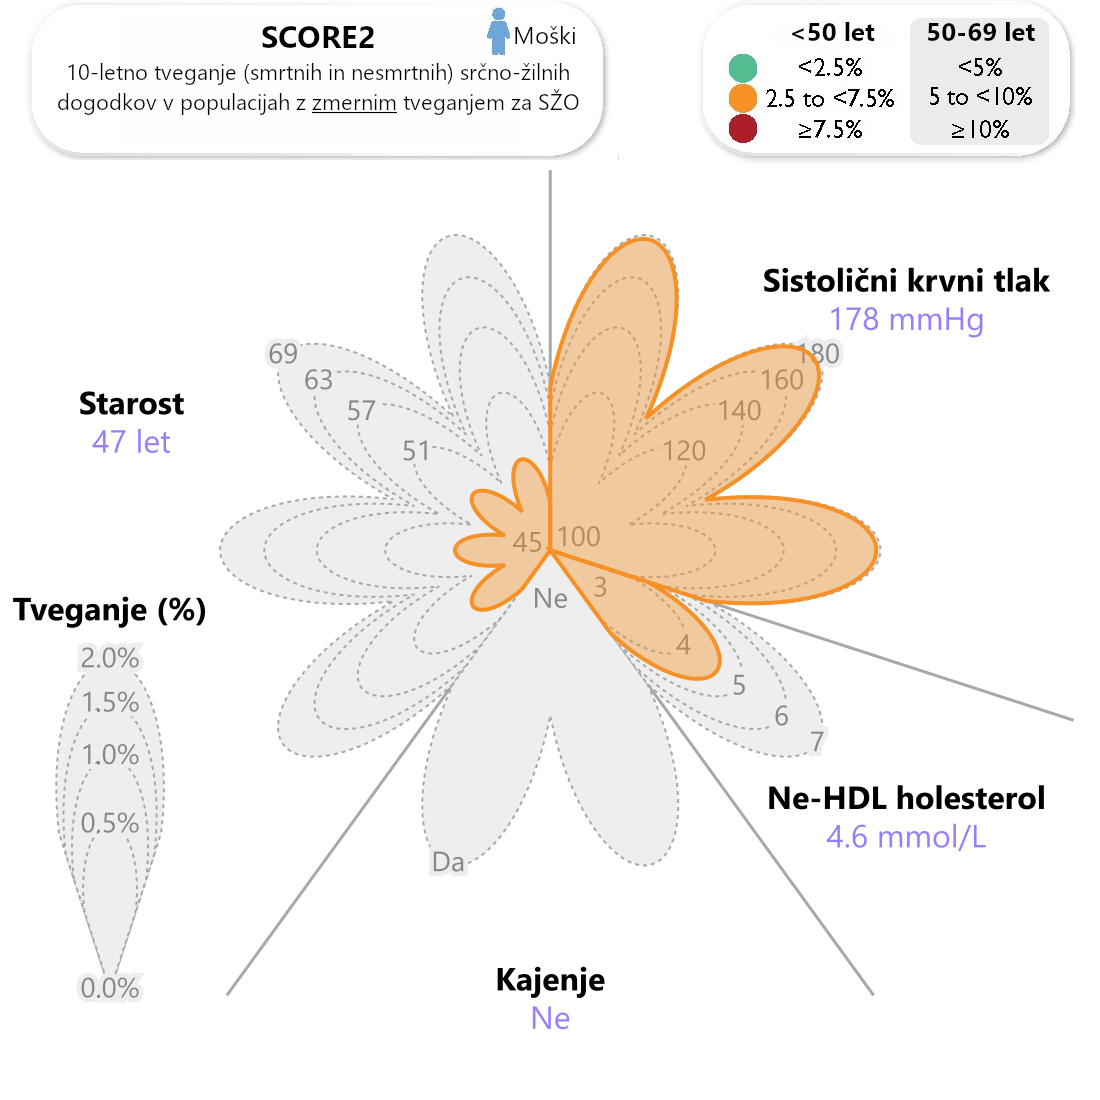 SCORE2
Moški
10-letno tveganje (smrtnih in nesmrtnih) srčno-žilnih
dogodkov v populacijah z zmernim tveganjem za SŽO
<50 let
50-69 let
<2.5%
<5%
2.5 to <7.5%
5 to <10%
≥7.5%
≥10%
Sistolični krvni tlak
178 mmHg
180
160
140
120
100
69
63
57
51
45
Starost
47 let
Ne
3
4
5
6
7
Tveganje (%)
2.0%
1.5%
1.0%
0.5%
0.0%
Ne-HDL holesterol
4.6 mmol/L
Da
Kajenje
Ne